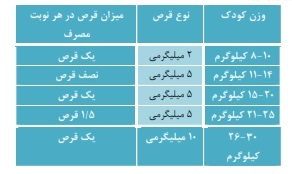 وزن کودک نوع قرص میزان قرص در هر نوبت مصرف
۸-۱۰ کیلوگرم ۲ میلیگرمی یک قرص
۱۱-۱۴ کیلوگرم ۵ میلیگرمی نصف قرص
۱۵-۲۰ کیلوگرم ۵ میلیگرمی یک قرص
۲۱-۲۵ کیلوگرم ۵ میلیگرمی ۱/۵ قرص
۲۶-۳۰ کیلوگرم ۱۰ میلیگرمی یک قرص